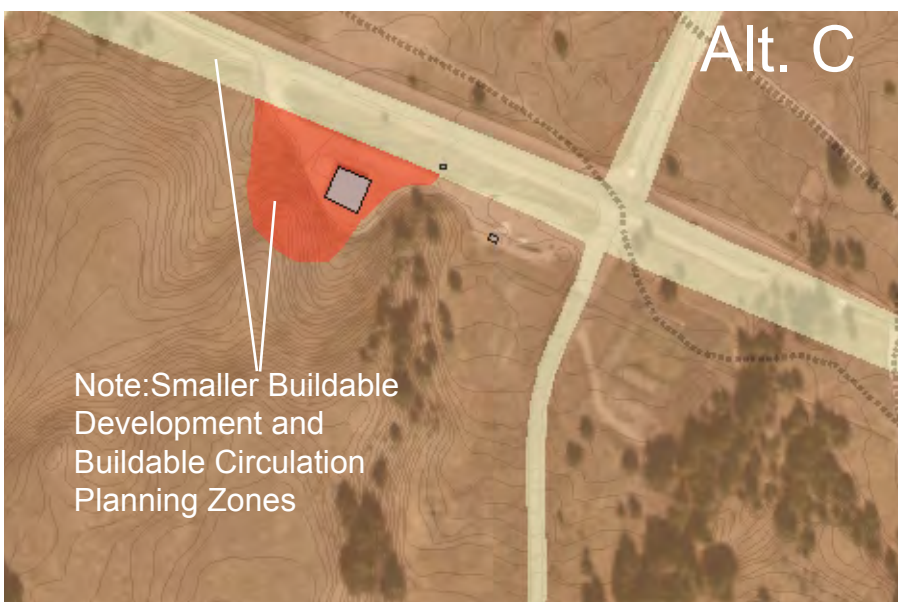 Alt. C
Note:Smaller Buildable
Development and
Buildable Circulation
Planning Zones